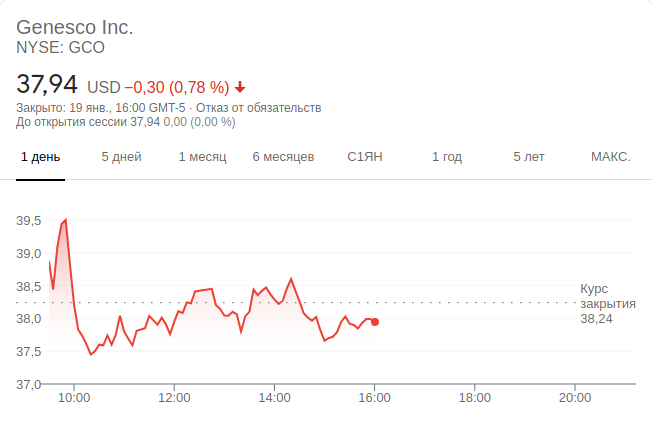 Genesco Inc.
NYSE: GCO
37,94 USD −0,30 (0,78 %)
Закрыто: 19 янв., 16:00 GMT-5 · Отказ от обязательств
До открытия сессии 37,94 0,00 (0,00 %)
1 день 5 дней 1 месяц 6 месяцев С1ЯН 1 год 5 лет МАКС.
39,5
39,0
38,5
38,0
37,5
37,0
Курс
закрытия
38,24
10:00 12:00 14:00 16:00 18:00 20:00